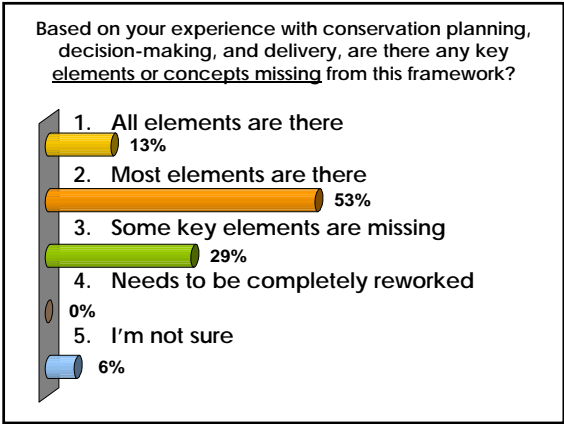 Based on your experience with conservation planning,
decision-making, and delivery, are there any key
elements or concepts missing from this framework?
1. All elements are there
13%
2. Most elements are there
53%
3. Some key elements are missing
29%
4. Needs to be completely reworked
0%
5. I'm not sure
6%